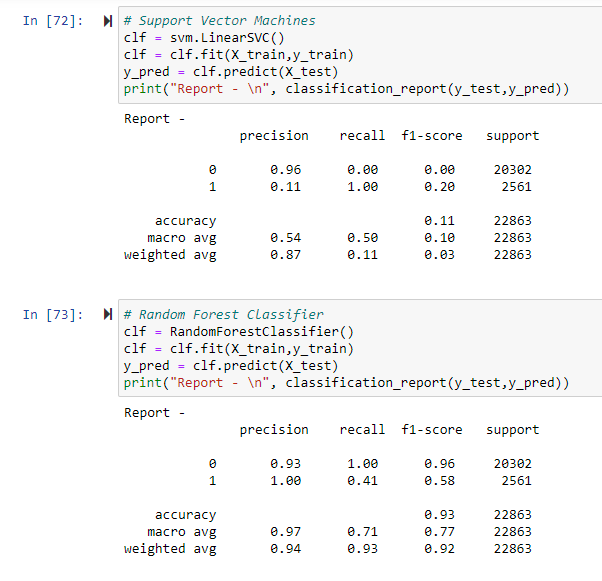 In [72]: # Support Vector Machines
clf = svm.LinearSVC()
clf = clf.fit(X_train,y_train)
y_pred = clf.predict(X_test)
print("Report - \n", classification_report(y_test,y_pred))
Report -
precision recall f1-score support
0 0.96 0.00 0.00 20302
1 0.11 1.00 0.20 2561
accuracy 0.11 22863
macro avg 0.54 0.50 0.10 22863
weighted avg 0.87 0.11 0.03 22863
In [73]: # Random Forest Classifier
clf = RandomForestClassifier()
clf = clf.fit(X_train,y_train)
y_pred = clf.predict(X_test)
print("Report - \n", classification_report(y_test,y_pred))
Report -
precision recall f1-score support
0 0.93 1.00 0.96 20302
1 1.00 0.41 0.58 2561
accuracy 0.93 22863
macro avg 0.97 0.71 0.77 22863
weighted avg 0.94 0.93 0.92 22863